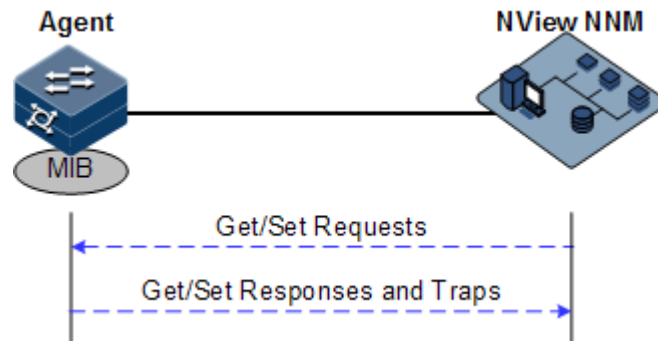 Agent
NView NNM
MIB
Get/Set Requests
Get/Set Responses and Traps